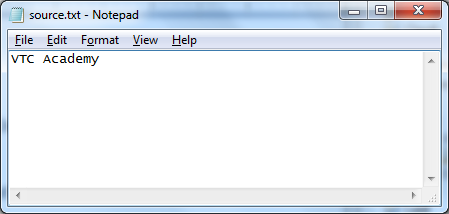 source.txt - Notepad
File Edit Format View Help
VTC Academy